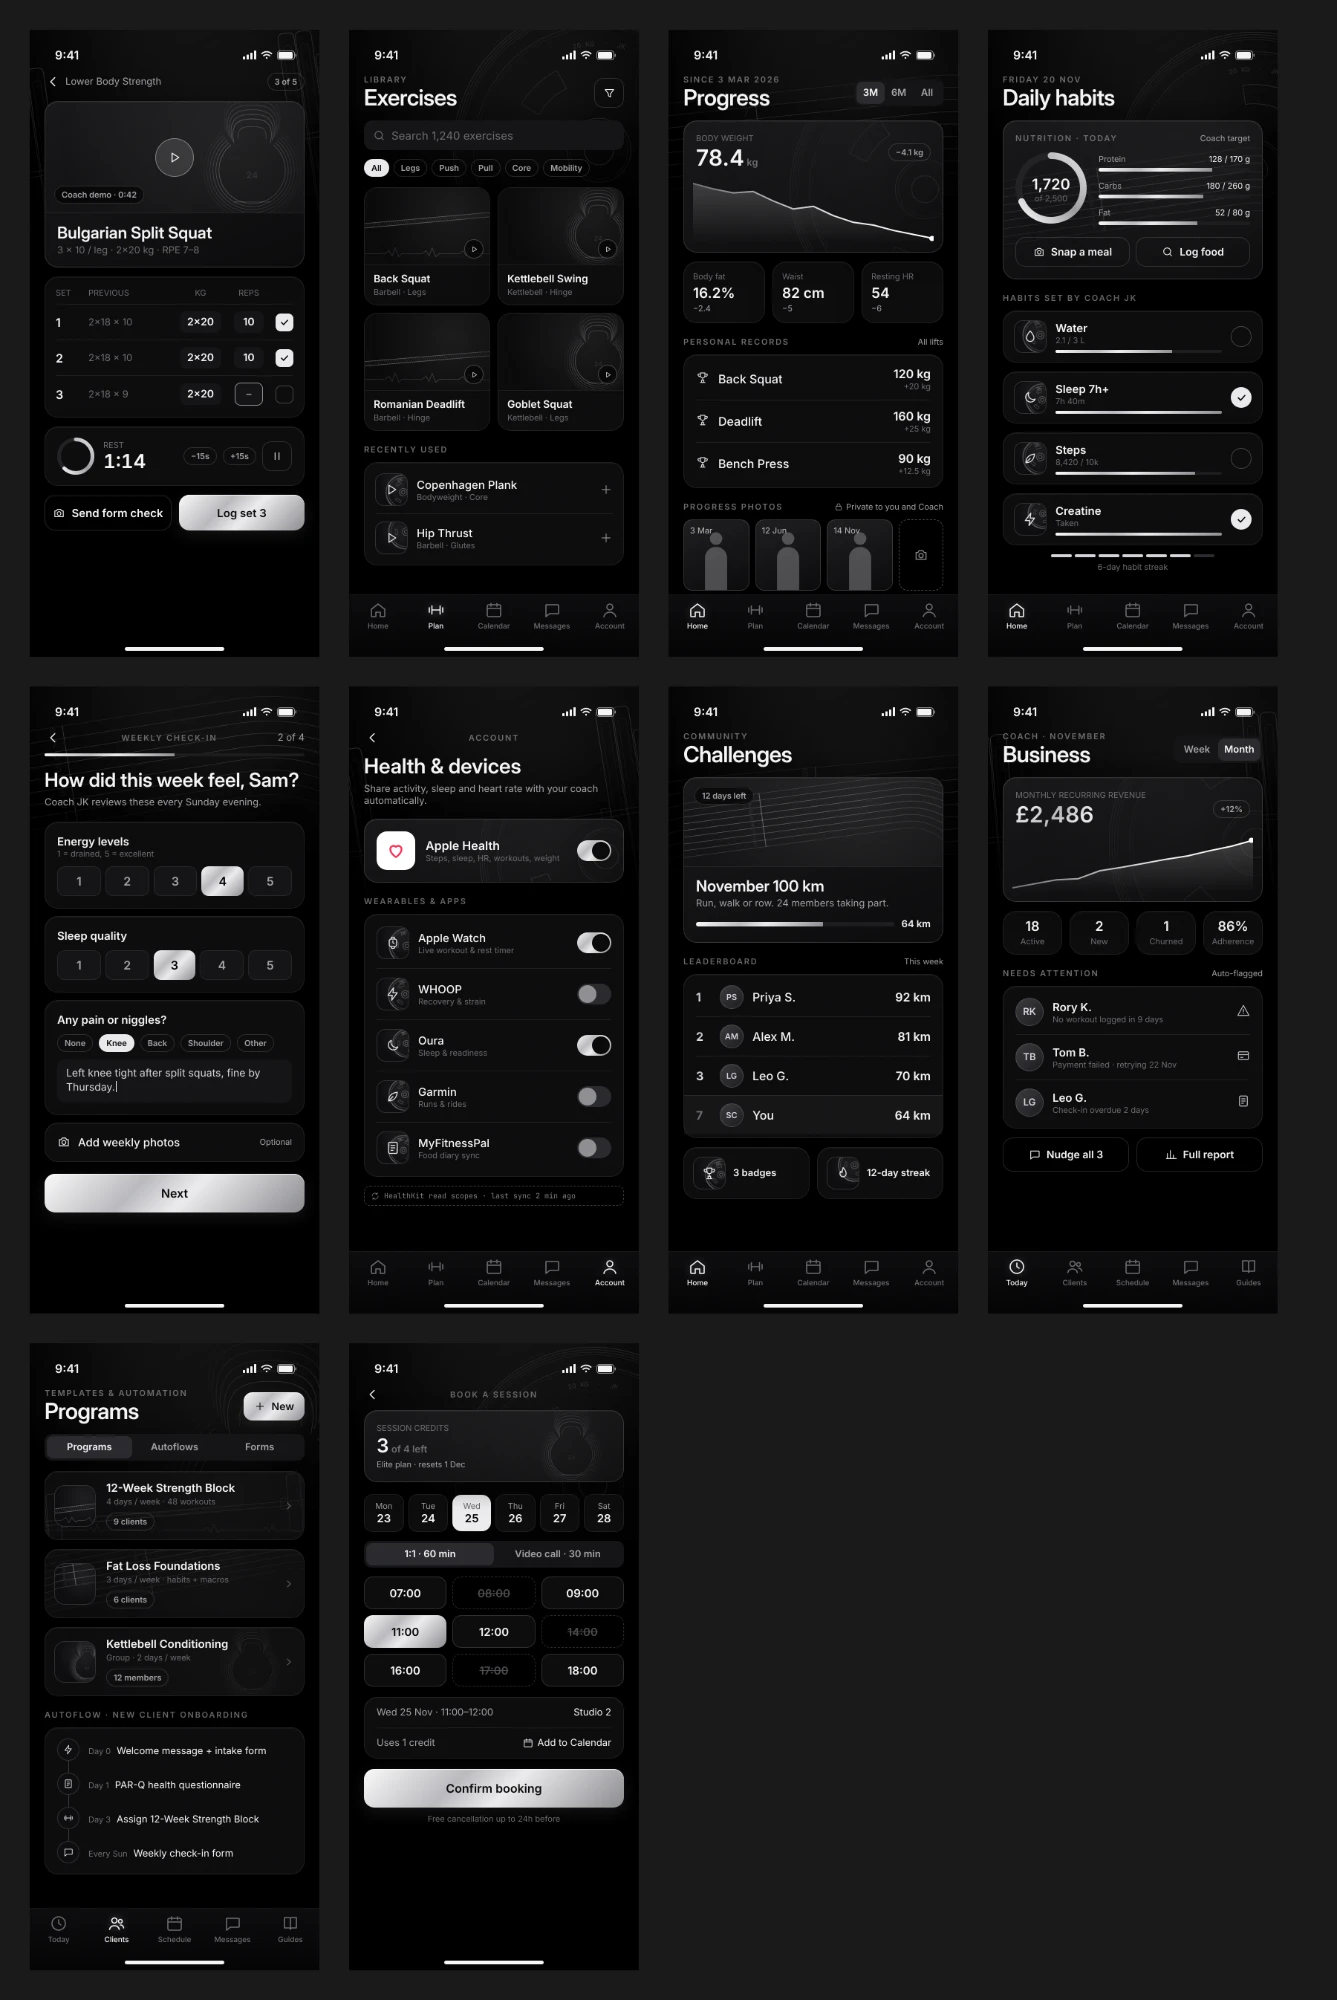 9:41
Lower Body Strength
3 of 5
Coach demo · 0:42
Bulgarian Split Squat
3 × 10 / leg · 2×20 kg · RPE 7–8
SET PREVIOUS KG REPS
1 2×18 × 10 2×20 10
2 2×18 × 10 2×20 10
3 2×18 × 9 2×20 –
REST
1:14
−15s +15s
Send form check
Log set 3
9:41
LIBRARY
Exercises
Search 1,240 exercises
All Legs Push Pull Core Mobility
Back Squat
Barbell · Legs
Kettlebell Swing
Kettlebell · Hinge
Romanian Deadlift
Barbell · Hinge
Goblet Squat
Kettlebell · Legs
RECENTLY USED
Copenhagen Plank
Bodyweight · Core
Hip Thrust
Barbell · Glutes
Home Plan Calendar Messages Account
9:41
SINCE 3 MAR 2026
Progress
3M 6M All
BODY WEIGHT
78.4 kg
−4.1 kg
Body fat
16.2%
−2.4
Waist
82 cm
−5
Resting HR
54
−6
PERSONAL RECORDS
All lifts
Back Squat
120 kg
+20 kg
Deadlift
160 kg
+25 kg
Bench Press
90 kg
+12.5 kg
PROGRESS PHOTOS
Private to you and Coach
3 Mar
12 Jun
14 Nov
Home Plan Calendar Messages Account
9:41
FRIDAY 20 NOV
Daily habits
NUTRITION · TODAY
Coach target
1,720
of 2,500
Protein 128 / 170 g
Carbs 180 / 260 g
Fat 52 / 80 g
Snap a meal
Log food
HABITS SET BY COACH JK
Water
2.1 / 3 L
Sleep 7h+
7h 40m
Steps
8,420 / 10k
Creatine
Taken
6-day habit streak
Home Plan Calendar Messages Account
9:41
WEEKLY CHECK-IN
2 of 4
How did this week feel, Sam?
Coach JK reviews these every Sunday evening.
Energy levels
1 = drained, 5 = excellent
1 2 3 4 5
Sleep quality
1 2 3 4 5
Any pain or niggles?
None Knee Back Shoulder Other
Left knee tight after split squats, fine by
Thursday.
Add weekly photos
Optional
Next
9:41
ACCOUNT
Health & devices
Share activity, sleep and heart rate with your coach
automatically.
Apple Health
Steps, sleep, HR, workouts, weight
WEARABLES & APPS
Apple Watch
Live workout & rest timer
WHOOP
Recovery & strain
Oura
Sleep & readiness
Garmin
Runs & rides
MyFitnessPal
Food diary sync
HealthKit read scopes · last sync 2 min ago
Home Plan Calendar Messages Account
9:41
COMMUNITY
Challenges
12 days left
November 100 km
Run, walk or row. 24 members taking part.
64 km
LEADERBOARD
This week
1 PS Priya S. 92 km
2 AM Alex M. 81 km
3 LG Leo G. 70 km
7 SC You 64 km
3 badges
12-day streak
Home Plan Calendar Messages Account
9:41
COACH · NOVEMBER
Business
Week Month
MONTHLY RECURRING REVENUE
£2,486
+12%
18
Active
2
New
1
Churned
86%
Adherence
NEEDS ATTENTION
Auto-flagged
RK
Rory K.
No workout logged in 9 days
TB
Tom B.
Payment failed · retrying 22 Nov
LG
Leo G.
Check-in overdue 2 days
Nudge all 3
Full report
Today Clients Schedule Messages Guides
9:41
TEMPLATES & AUTOMATION
Programs
New
Programs Autoflows Forms
12-Week Strength Block
4 days / week · 48 workouts
9 clients
Fat Loss Foundations
3 days / week · habits + macros
6 clients
Kettlebell Conditioning
Group · 2 days / week
12 members
AUTOFLOW · NEW CLIENT ONBOARDING
Day 0 Welcome message + intake form
Day 1 PAR-Q health questionnaire
Day 3 Assign 12-Week Strength Block
Every Sun Weekly check-in form
Today Clients Schedule Messages Guides
9:41
BOOK A SESSION
SESSION CREDITS
3 of 4 left
Elite plan · resets 1 Dec
Mon Tue Wed Thu Fri Sat
23 24 25 26 27 28
1:1 · 60 min
Video call · 30 min
07:00 08:00 09:00
11:00 12:00 14:00
16:00 17:00 18:00
Wed 25 Nov · 11:00–12:00
Studio 2
Uses 1 credit
Add to Calendar
Confirm booking
Free cancellation up to 24h before